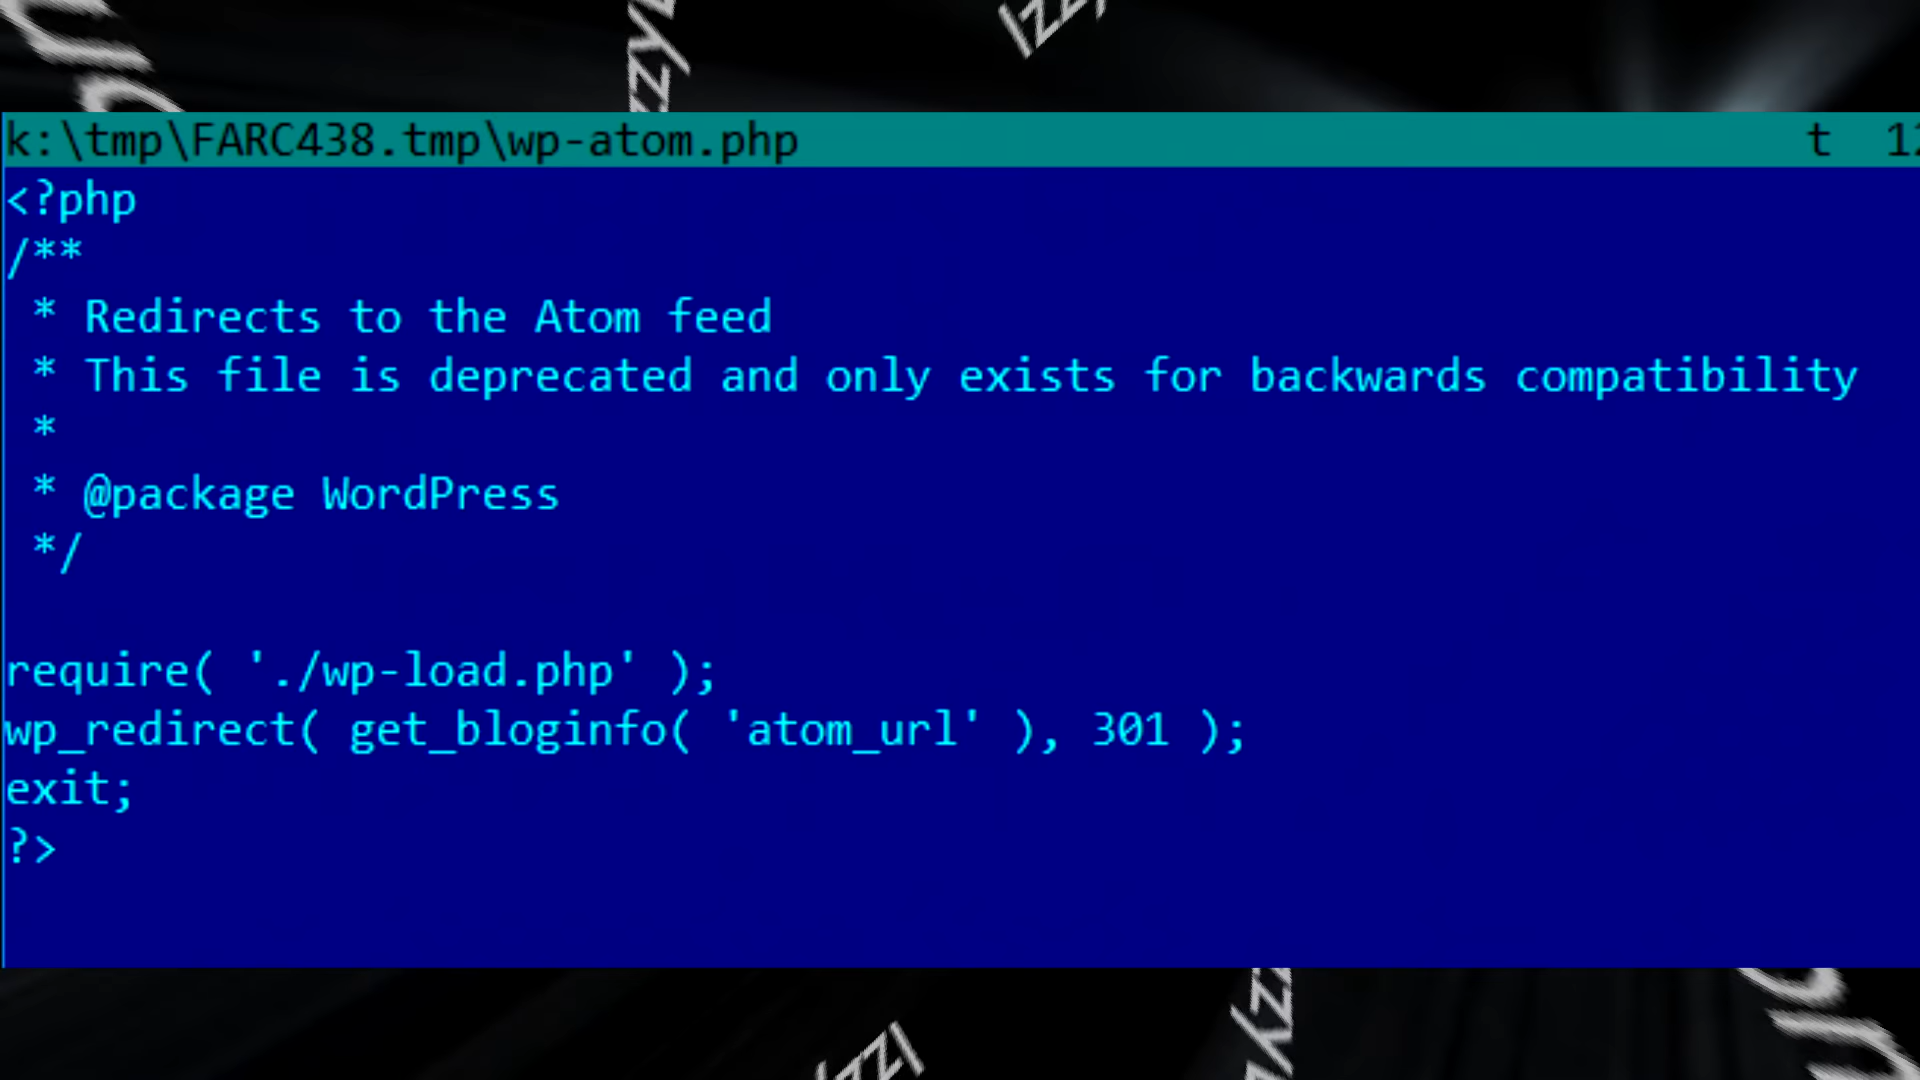 k:\tmp\FARC438.tmp\wp-atom.php t 12
<?php
/**
 * Redirects to the Atom feed
 * This file is deprecated and only exists for backwards compatibility
 *
 * @package WordPress
 */
require( './wp-load.php' );
wp_redirect( get_bloginfo( 'atom_url' ), 301 );
exit;
?>